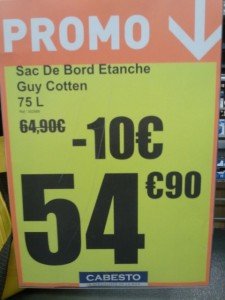 PROMO
Sac De Bord Etanche
Guy Cotten
75 L
64,90€
-10€
54€90
CABESTO